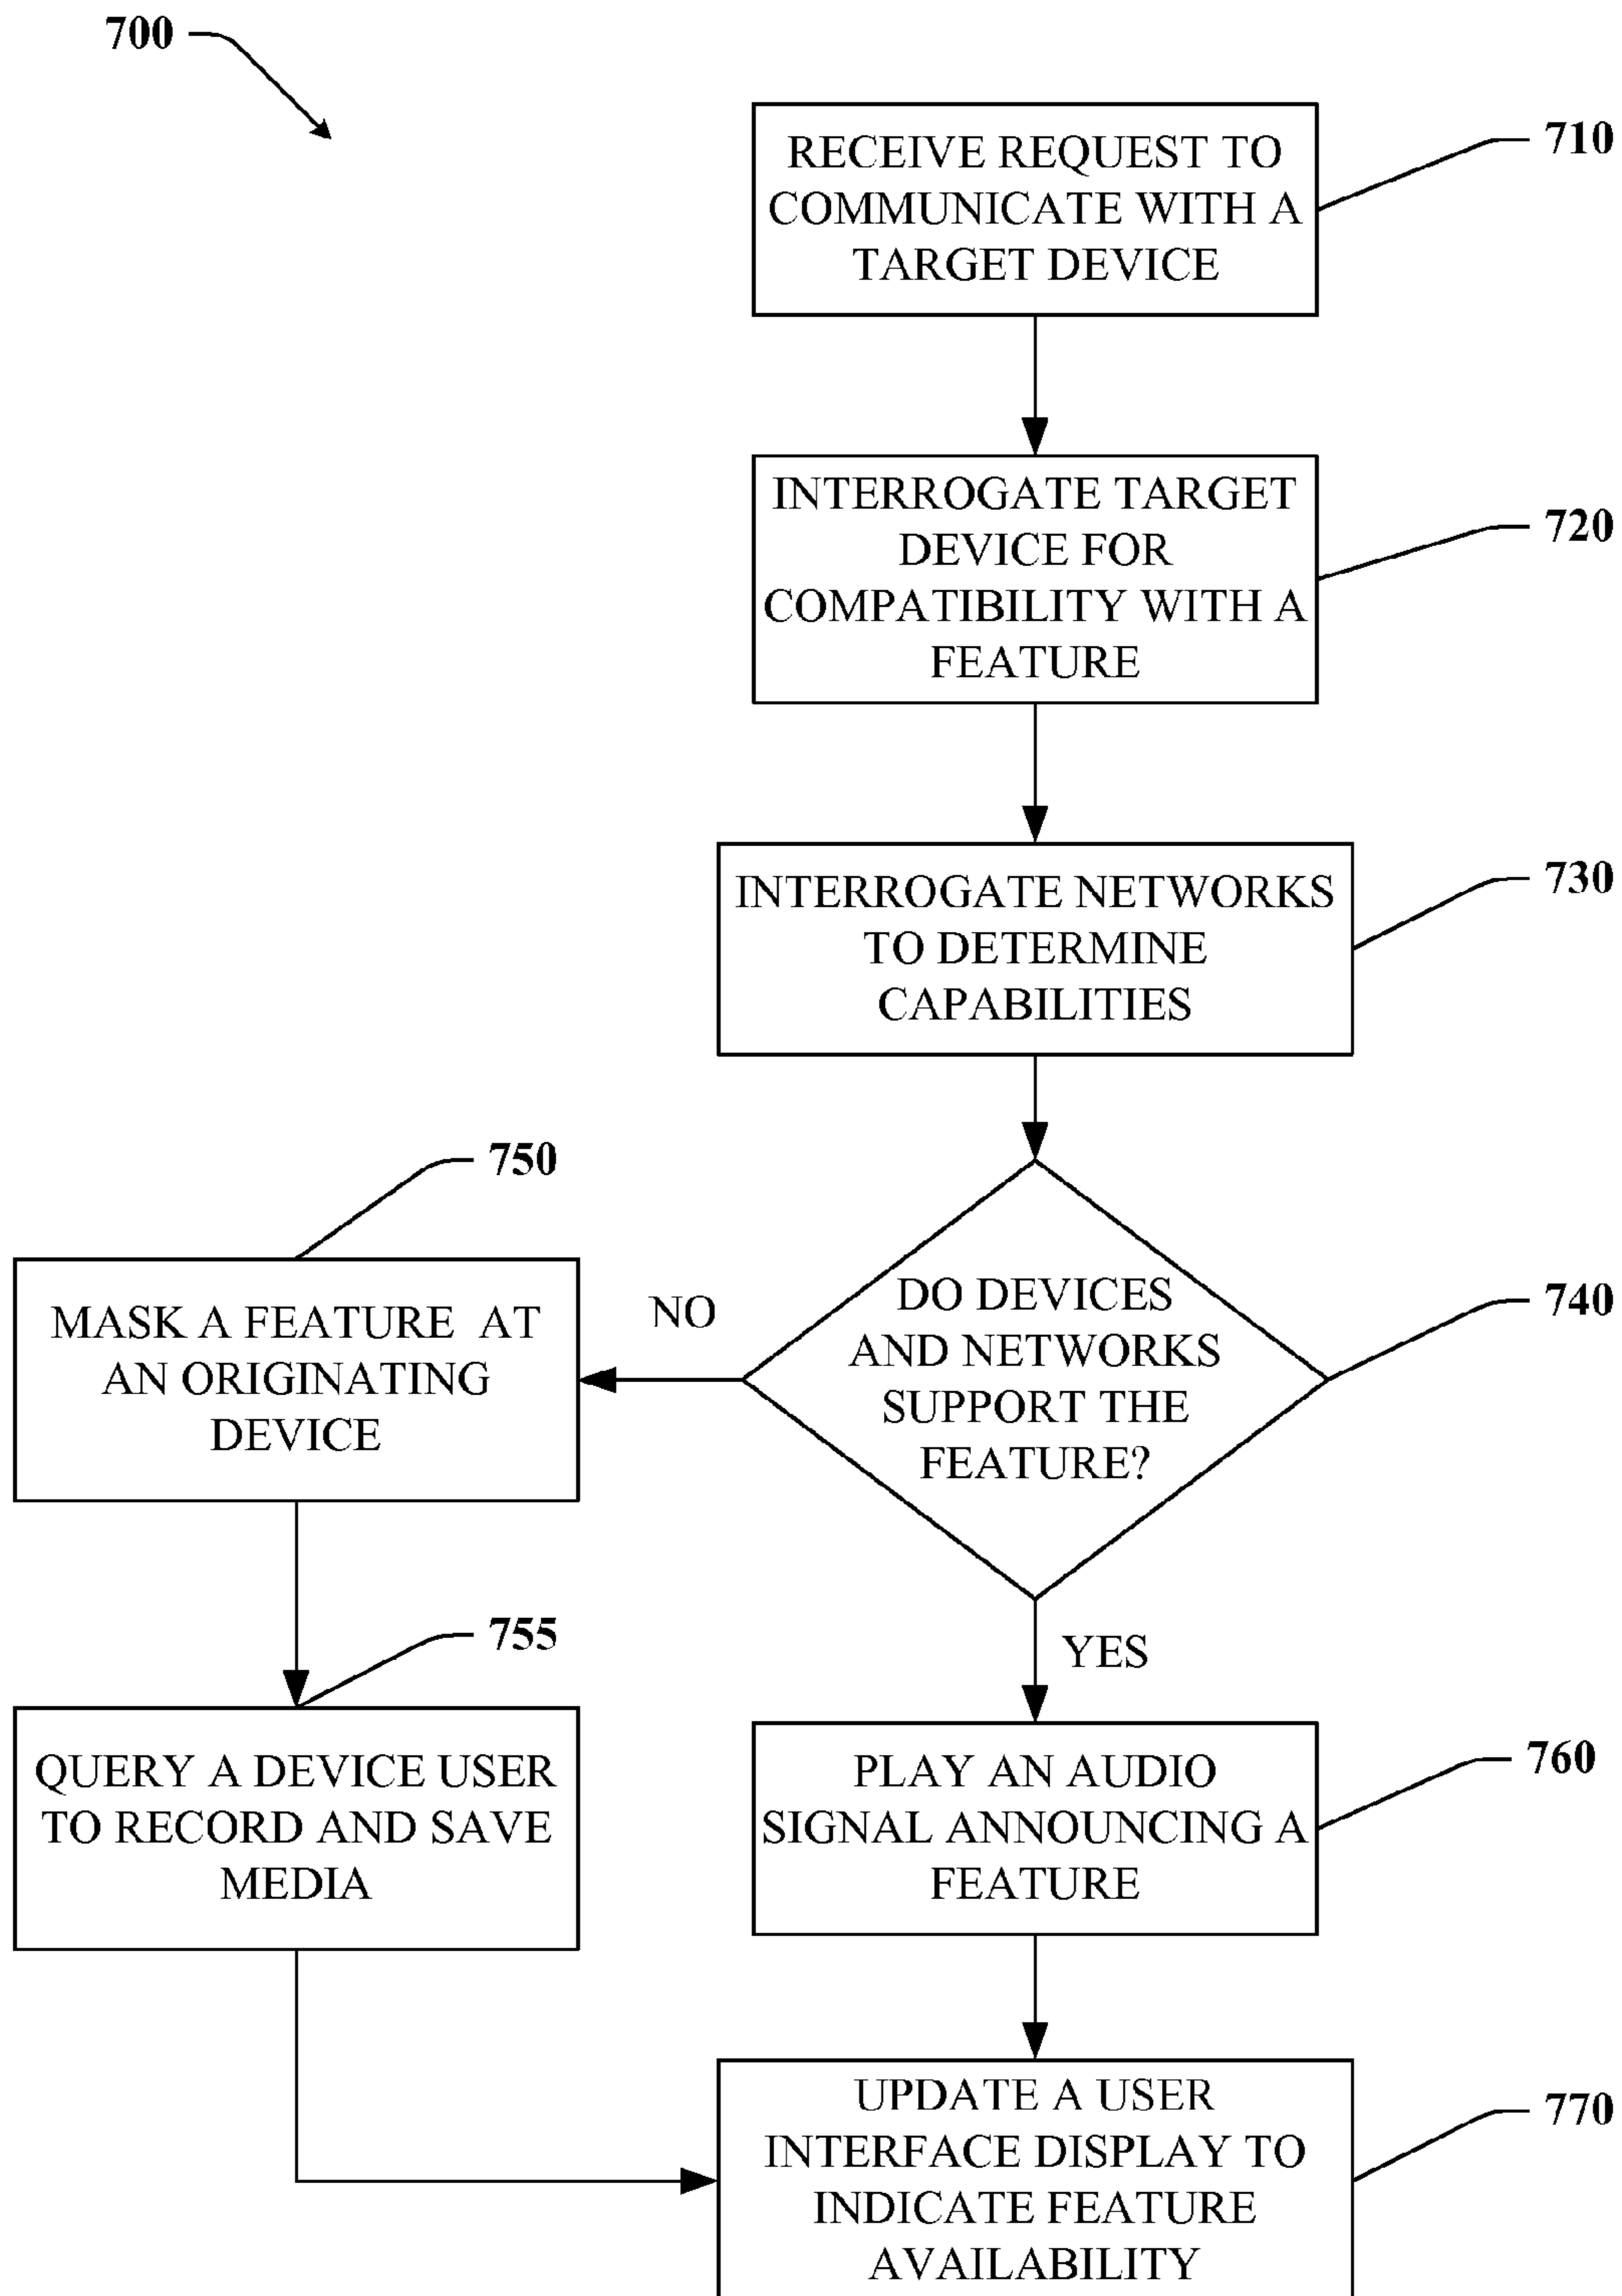 700
RECEIVE REQUEST TO
COMMUNICATE WITH A
TARGET DEVICE
710
INTERROGATE TARGET
DEVICE FOR
COMPATIBILITY WITH A
FEATURE
720
INTERROGATE NETWORKS
TO DETERMINE
CAPABILITIES
730
DO DEVICES
AND NETWORKS
SUPPORT THE
FEATURE?
740
NO
750
MASK A FEATURE AT
AN ORIGINATING
DEVICE
755
QUERY A DEVICE USER
TO RECORD AND SAVE
MEDIA
YES
PLAY AN AUDIO
SIGNAL ANNOUNCING A
FEATURE
760
UPDATE A USER
INTERFACE DISPLAY TO
INDICATE FEATURE
AVAILABILITY
770